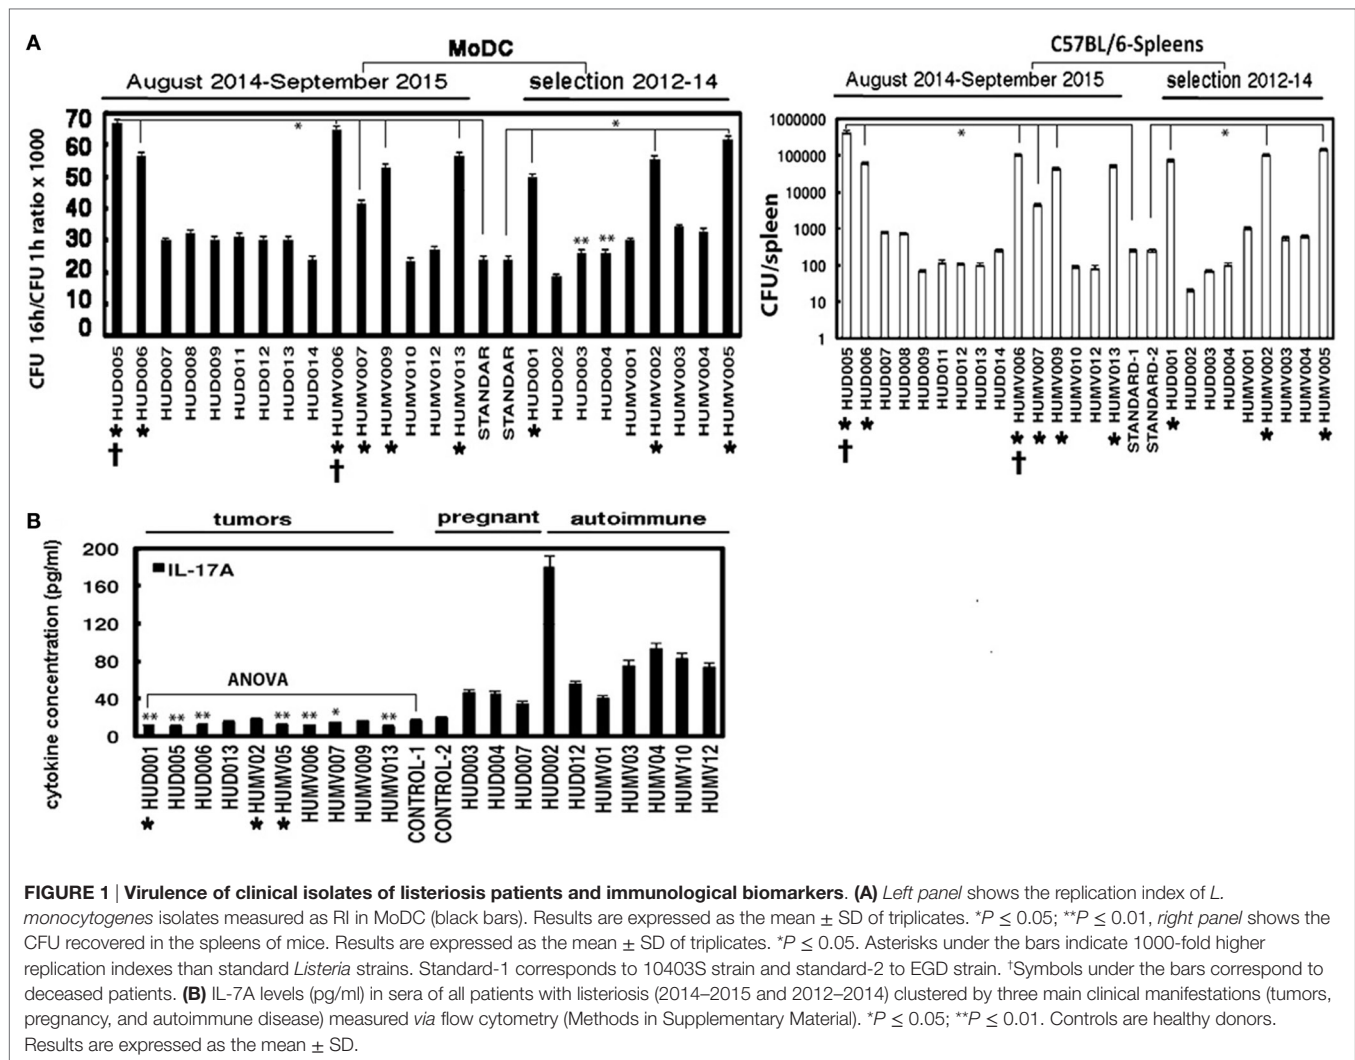 A
MoDC
August 2014-September 2015
selection 2012-14
CFU 16h/CFU 1h ratio x 1000
70
60
50
40
30
20
10
0
*
*
**
**
HUD005
HUD006
HUD007
HUD008
HUD009
HUD011
HUD012
HUD013
HUD014
HUMV006
HUMV007
HUMV009
HUMV010
HUMV012
HUMV013
STANDAR
STANDAR
HUD001
HUD002
HUD003
HUD004
HUMV001
HUMV002
HUMV003
HUMV004
HUMV005
* * * * * * * * *
† †
C57BL/6-Spleens
August 2014-September 2015
selection 2012-14
CFU/spleen
1000000
100000
10000
1000
100
10
1
*
*
HUD005
HUD006
HUD007
HUD008
HUD009
HUD011
HUD012
HUD013
HUD014
HUMV006
HUMV007
HUMV009
HUMV010
HUMV012
HUMV013
STANDARD-1
STANDARD-2
HUD001
HUD002
HUD003
HUD004
HUMV001
HUMV002
HUMV003
HUMV004
HUMV005
* * * * * * * * *
† †
B
tumors
pregnant
autoimmune
cytokine concentration (pg/ml)
200
160
120
80
40
0
IL-17A
ANOVA
** ** ** ** ** * **
HUD001
HUD005
HUD006
HUD013
HUMV02
HUMV05
HUMV006
HUMV007
HUMV009
HUMV013
CONTROL-1
CONTROL-2
HUD003
HUD004
HUD007
HUD002
HUD012
HUMV01
HUMV03
HUMV04
HUMV10
HUMV12
* * *
FIGURE 1 | Virulence of clinical isolates of listeriosis patients and immunological biomarkers. (A) Left panel shows the replication index of L.
monocytogenes isolates measured as RI in MoDC (black bars). Results are expressed as the mean ± SD of triplicates. *P ≤ 0.05; **P ≤ 0.01, right panel shows the
CFU recovered in the spleens of mice. Results are expressed as the mean ± SD of triplicates. *P ≤ 0.05. Asterisks under the bars indicate 1000-fold higher
replication indexes than standard Listeria strains. Standard-1 corresponds to 10403S strain and standard-2 to EGD strain. †Symbols under the bars correspond to
deceased patients. (B) IL-7A levels (pg/ml) in sera of all patients with listeriosis (2014–2015 and 2012–2014) clustered by three main clinical manifestations (tumors,
pregnancy, and autoimmune disease) measured via flow cytometry (Methods in Supplementary Material). *P ≤ 0.05; **P ≤ 0.01. Controls are healthy donors.
Results are expressed as the mean ± SD.